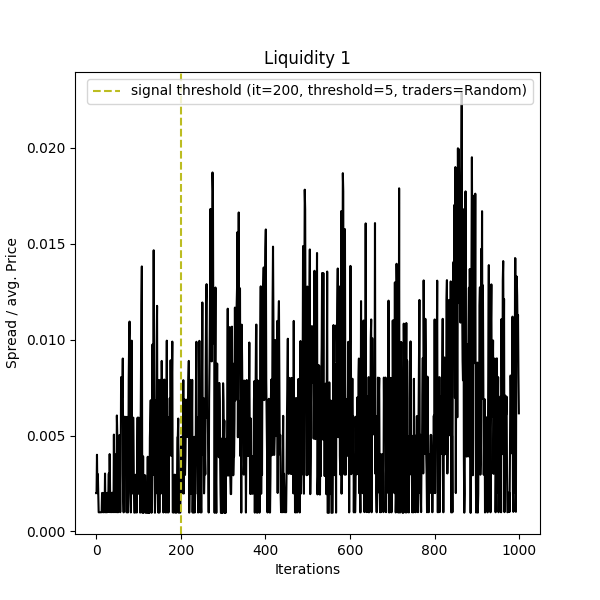 Liquidity 1
signal threshold (it=200, threshold=5, traders=Random)
0.020
0.015
0.010
0.005
0.000
Spread / avg. Price
0 200 400 600 800 1000
Iterations